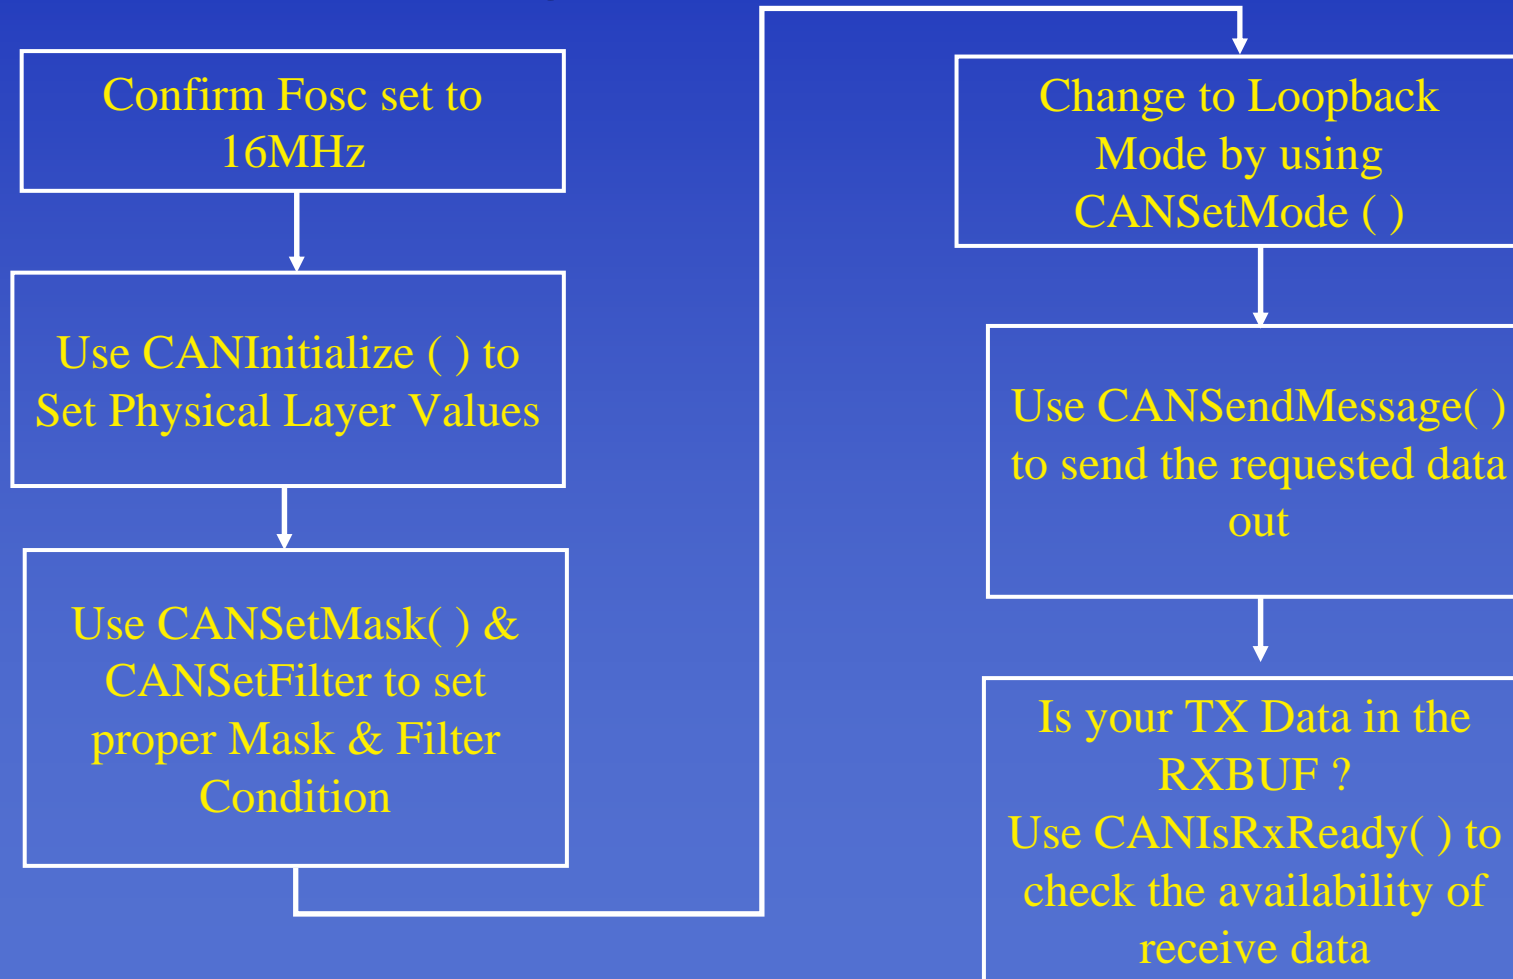 Confirm Fosc set to
16MHz
Use CANInitialize ( ) to
Set Physical Layer Values
Use CANSetMask( ) &
CANSetFilter to set
proper Mask & Filter
Condition
Change to Loopback
Mode by using
CANSetMode ( )
Use CANSendMessage( )
to send the requested data
out
Is your TX Data in the
RXBUF ?
Use CANIsRxReady( ) to
check the availability of
receive data